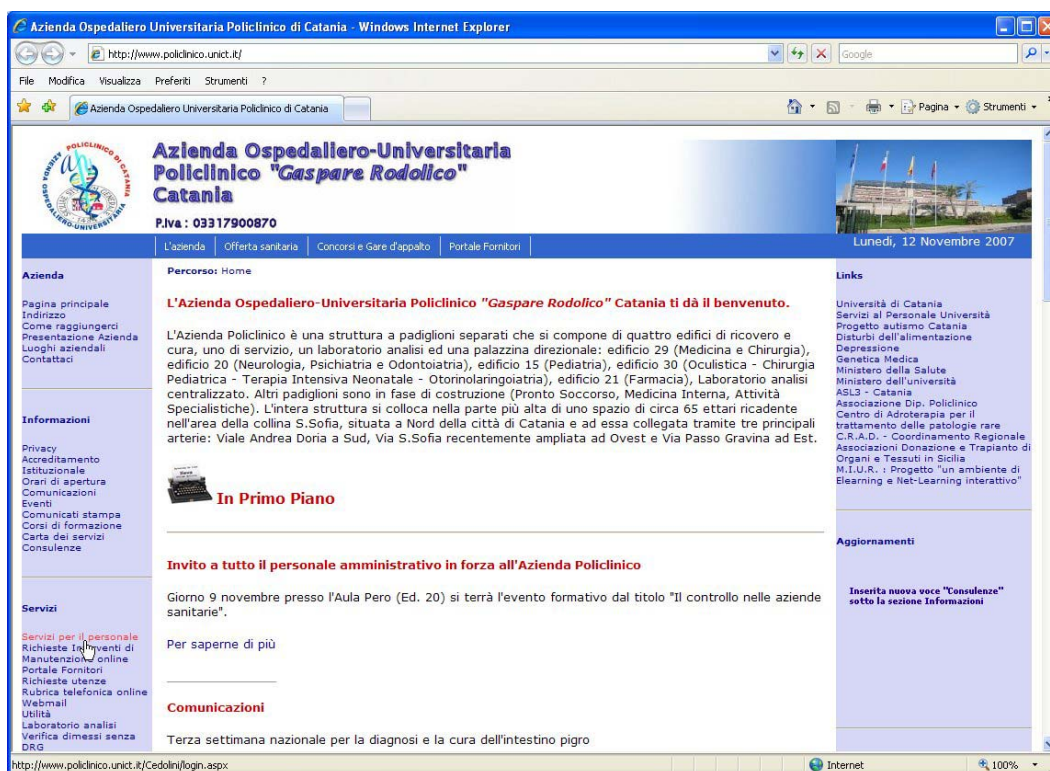 Azienda Ospedaliero Universitaria Policlinico di Catania - Windows Internet Explorer
http://www.policlinico.unict.it/
Google
File Modifica Visualizza Preferiti Strumenti ?
Azienda Ospedaliero Universitaria Policlinico di Catania
Pagina Strumenti
Azienda Ospedaliero-Universitaria
Policlinico "Gaspare Rodolico"
Catania
P.Iva : 03317900870
L'azienda Offerta sanitaria Concorsi e Gare d'appalto Portale Fornitori
Lunedì, 12 Novembre 2007
Azienda
Pagina principale
Indirizzo
Come raggiungerci
Presentazione Azienda
Luoghi aziendali
Contattaci
Informazioni
Privacy
Accreditamento
Istituzionale
Orari di apertura
Comunicazioni
Eventi
Comunicati stampa
Corsi di formazione
Carta dei servizi
Consulenze
Servizi
Servizi per il personale
Richieste Interventi di
Manutenzione online
Portale Fornitori
Richieste utenze
Rubrica telefonica online
Webmail
Utilità
Laboratorio analisi
Verifica dimessi senza
DRG
Percorso: Home
L'Azienda Ospedaliero-Universitaria Policlinico "Gaspare Rodolico" Catania ti dà il benvenuto.
L'Azienda Policlinico è una struttura a padiglioni separati che si compone di quattro edifici di ricovero e
cura, uno di servizio, un laboratorio analisi ed una palazzina direzionale: edificio 29 (Medicina e Chirurgia),
edificio 20 (Neurologia, Psichiatria e Odontoiatria), edificio 15 (Pediatria), edificio 30 (Oculistica - Chirurgia
Pediatrica - Terapia Intensiva Neonatale - Otorinolaringoiatria), edificio 21 (Farmacia), Laboratorio analisi
centralizzato. Altri padiglioni sono in fase di costruzione (Pronto Soccorso, Medicina Interna, Attività
Specialistiche). L'intera struttura si colloca nella parte più alta di uno spazio di circa 65 ettari ricadente
nell'area della collina S.Sofia, situata a Nord della città di Catania e ad essa collegata tramite tre principali
arterie: Viale Andrea Doria a Sud, Via S.Sofia recentemente ampliata ad Ovest e Via Passo Gravina ad Est.
In Primo Piano
Invito a tutto il personale amministrativo in forza all'Azienda Policlinico
Giorno 9 novembre presso l'Aula Pero (Ed. 20) si terrà l'evento formativo dal titolo "Il controllo nelle aziende
sanitarie".
Per saperne di più
Comunicazioni
Terza settimana nazionale per la diagnosi e la cura dell'intestino pigro
Links
Università di Catania
Servizi al Personale Università
Progetto autismo Catania
Disturbi dell'alimentazione
Depressione
Genetica Medica
Ministero della Salute
Ministero dell'università
ASL3 - Catania
Associazione Dip. Policlinico
Centro di Adroterapia per il
trattamento delle patologie rare
C.R.A.D. - Coordinamento Regionale
Associazioni Donazione e Trapianto di
Organi e Tessuti in Sicilia
M.I.U.R. : Progetto "un ambiente di
Elearning e Net-Learning interattivo"
Aggiornamenti
Inserita nuova voce "Consulenze"
sotto la sezione Informazioni
http://www.policlinico.unict.it/Cedolini/login.aspx
Internet
100%